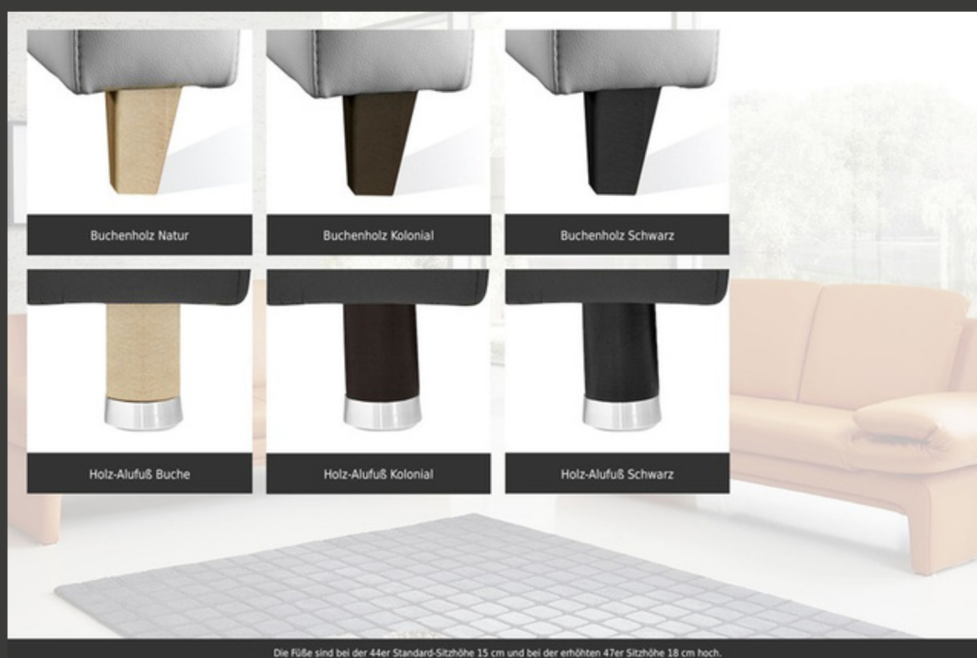 Buchenholz Natur
Buchenholz Kolonial
Buchenholz Schwarz
Holz-Alufuß Buche
Holz-Alufuß Kolonial
Holz-Alufuß Schwarz
Die Füße sind bei der 44er Standard-Sitzhöhe 15 cm und bei der erhöhten 47er Sitzhöhe 18 cm hoch.